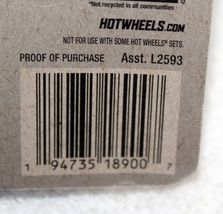 *Not recycled in all communities
HOTWHEELS.COM
NOT FOR USE WITH SOME HOT WHEELS® SETS.
PROOF OF PURCHASE Asst. L2593
1 94735 18900 7